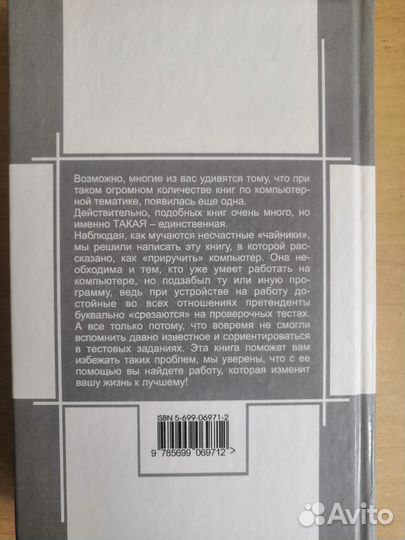 Возможно, многие из вас удивятся тому, что при
таком огромном количестве книг по компьютер-
ной тематике, появилась еще одна.
Действительно, подобных книг очень много, но
именно ТАКАЯ – единственная.
Наблюдая, как мучаются несчастные «чайники»,
мы решили написать эту книгу, в которой рас-
сказано, как «приручить» компьютер. Она не-
обходима и тем, кто уже умеет работать на
компьютере, но подзабыл ту или иную про-
грамму, ведь при устройстве на работу до-
стойные во всех отношениях претенденты
буквально «срезаются» на проверочных тестах.
А все только потому, что вовремя не смогли
вспомнить давно известное и сориентироваться
в тестовых заданиях. Эта книга поможет вам
избежать таких проблем, мы уверены, что с ее
помощью вы найдете работу, которая изменит
вашу жизнь к лучшему!
ISBN 5-699-06971-2
9 785699 069712 >
Avito